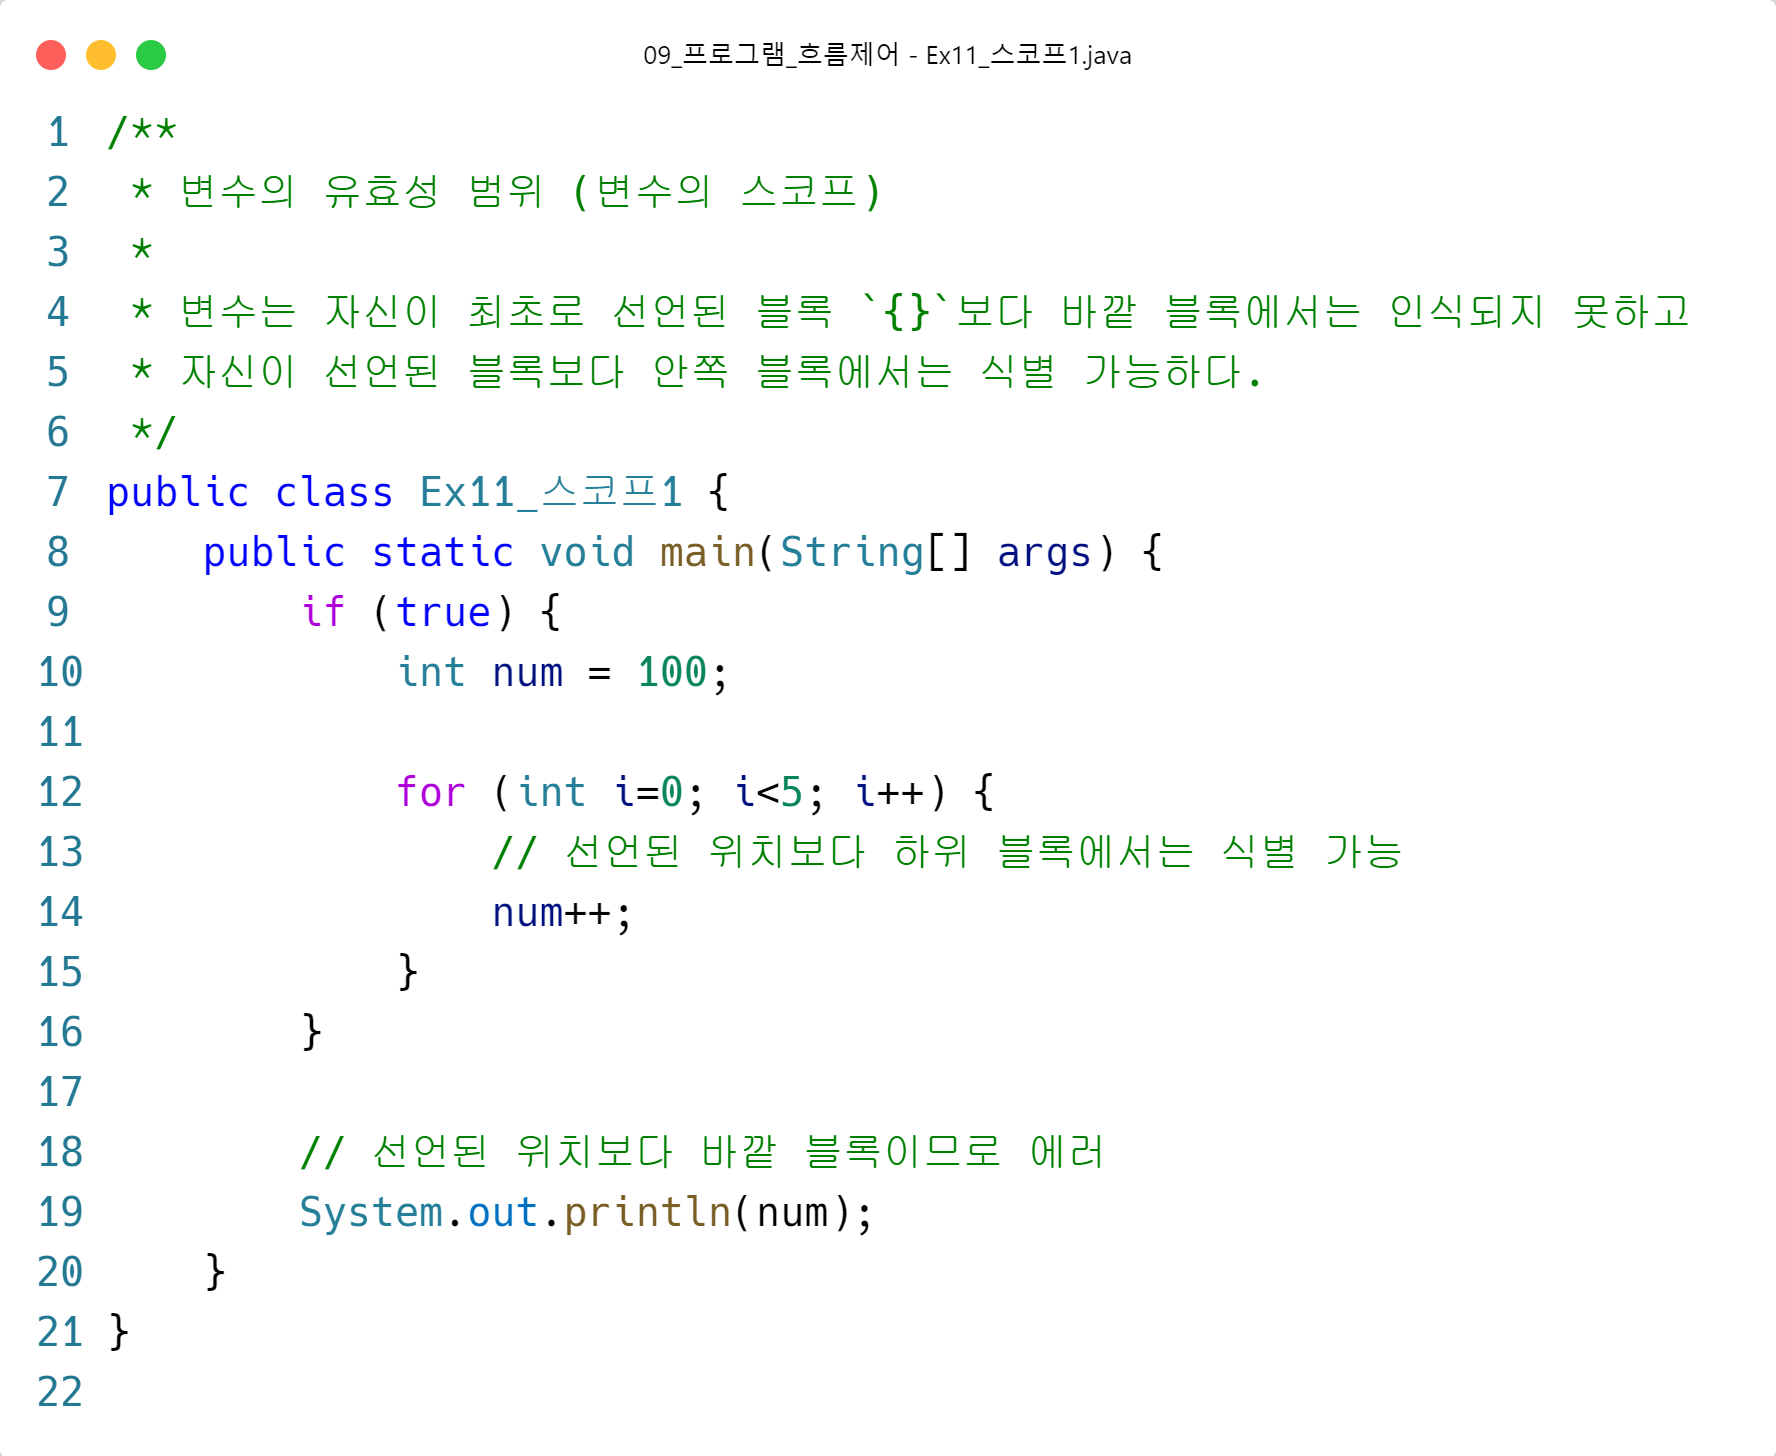 09_프로그램_흐름제어 - Ex11_스코프1.java
1 /**
2  * 변수의 유효성 범위 (변수의 스코프)
3  *
4  * 변수는 자신이 최초로 선언된 블록 `{}`보다 바깥 블록에서는 인식되지 못하고
5  * 자신이 선언된 블록보다 안쪽 블록에서는 식별 가능하다.
6  */
7 public class Ex11_스코프1 {
8     public static void main(String[] args) {
9         if (true) {
10             int num = 100;
11
12             for (int i=0; i<5; i++) {
13                 // 선언된 위치보다 하위 블록에서는 식별 가능
14                 num++;
15             }
16         }
17
18         // 선언된 위치보다 바깥 블록이므로 에러
19         System.out.println(num);
20     }
21 }
22